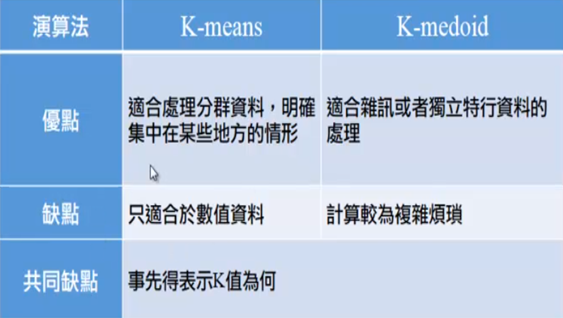 演算法 K-means K-medoid
優點 適合處理分群資料，明確 適合雜訊或者獨立特行資料的
集中在某些地方的情形 處理
缺點 只適合於數值資料 計算較為複雜煩瑣
共同缺點 事先得表示K值為何